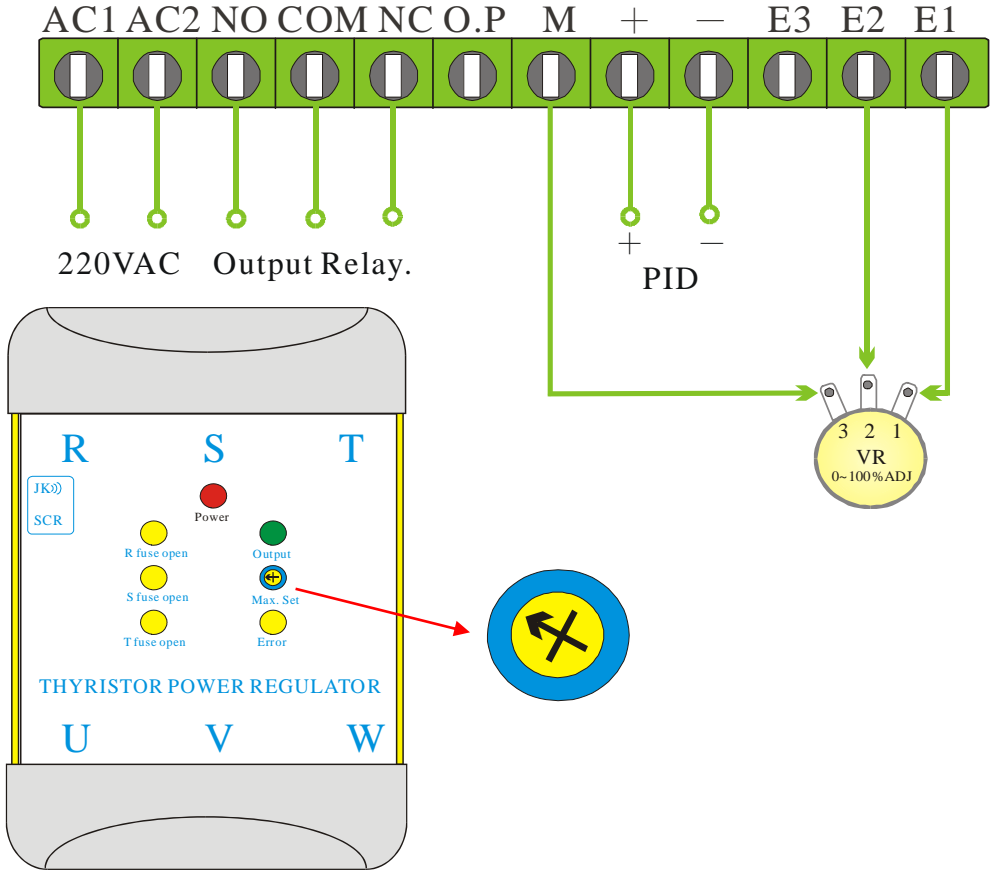 AC1 AC2 NO COM NC O.P M + − E3 E2 E1
+ −
220VAC Output Relay.
PID
3 2 1
VR
0~100%ADJ
R S T
JK
SCR
Power
R fuse open Output
S fuse open Max. Set
T fuse open Error
THYRISTOR POWER REGULATOR
U V W